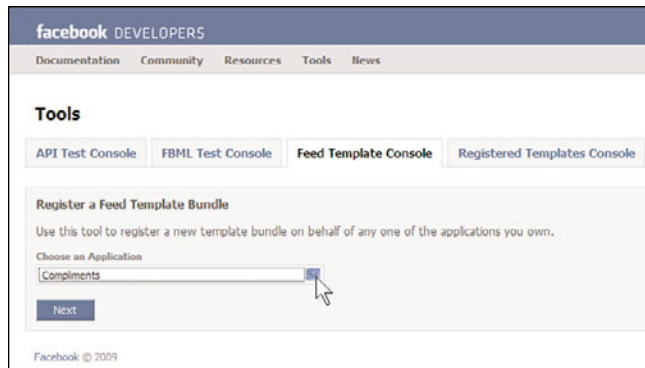 facebook DEVELOPERS
Documentation Community Resources Tools News
Tools
API Test Console FBML Test Console Feed Template Console Registered Templates Console
Register a Feed Template Bundle
Use this tool to register a new template bundle on behalf of any one of the applications you own.
Choose an Application
Compliments
Next
Facebook © 2009